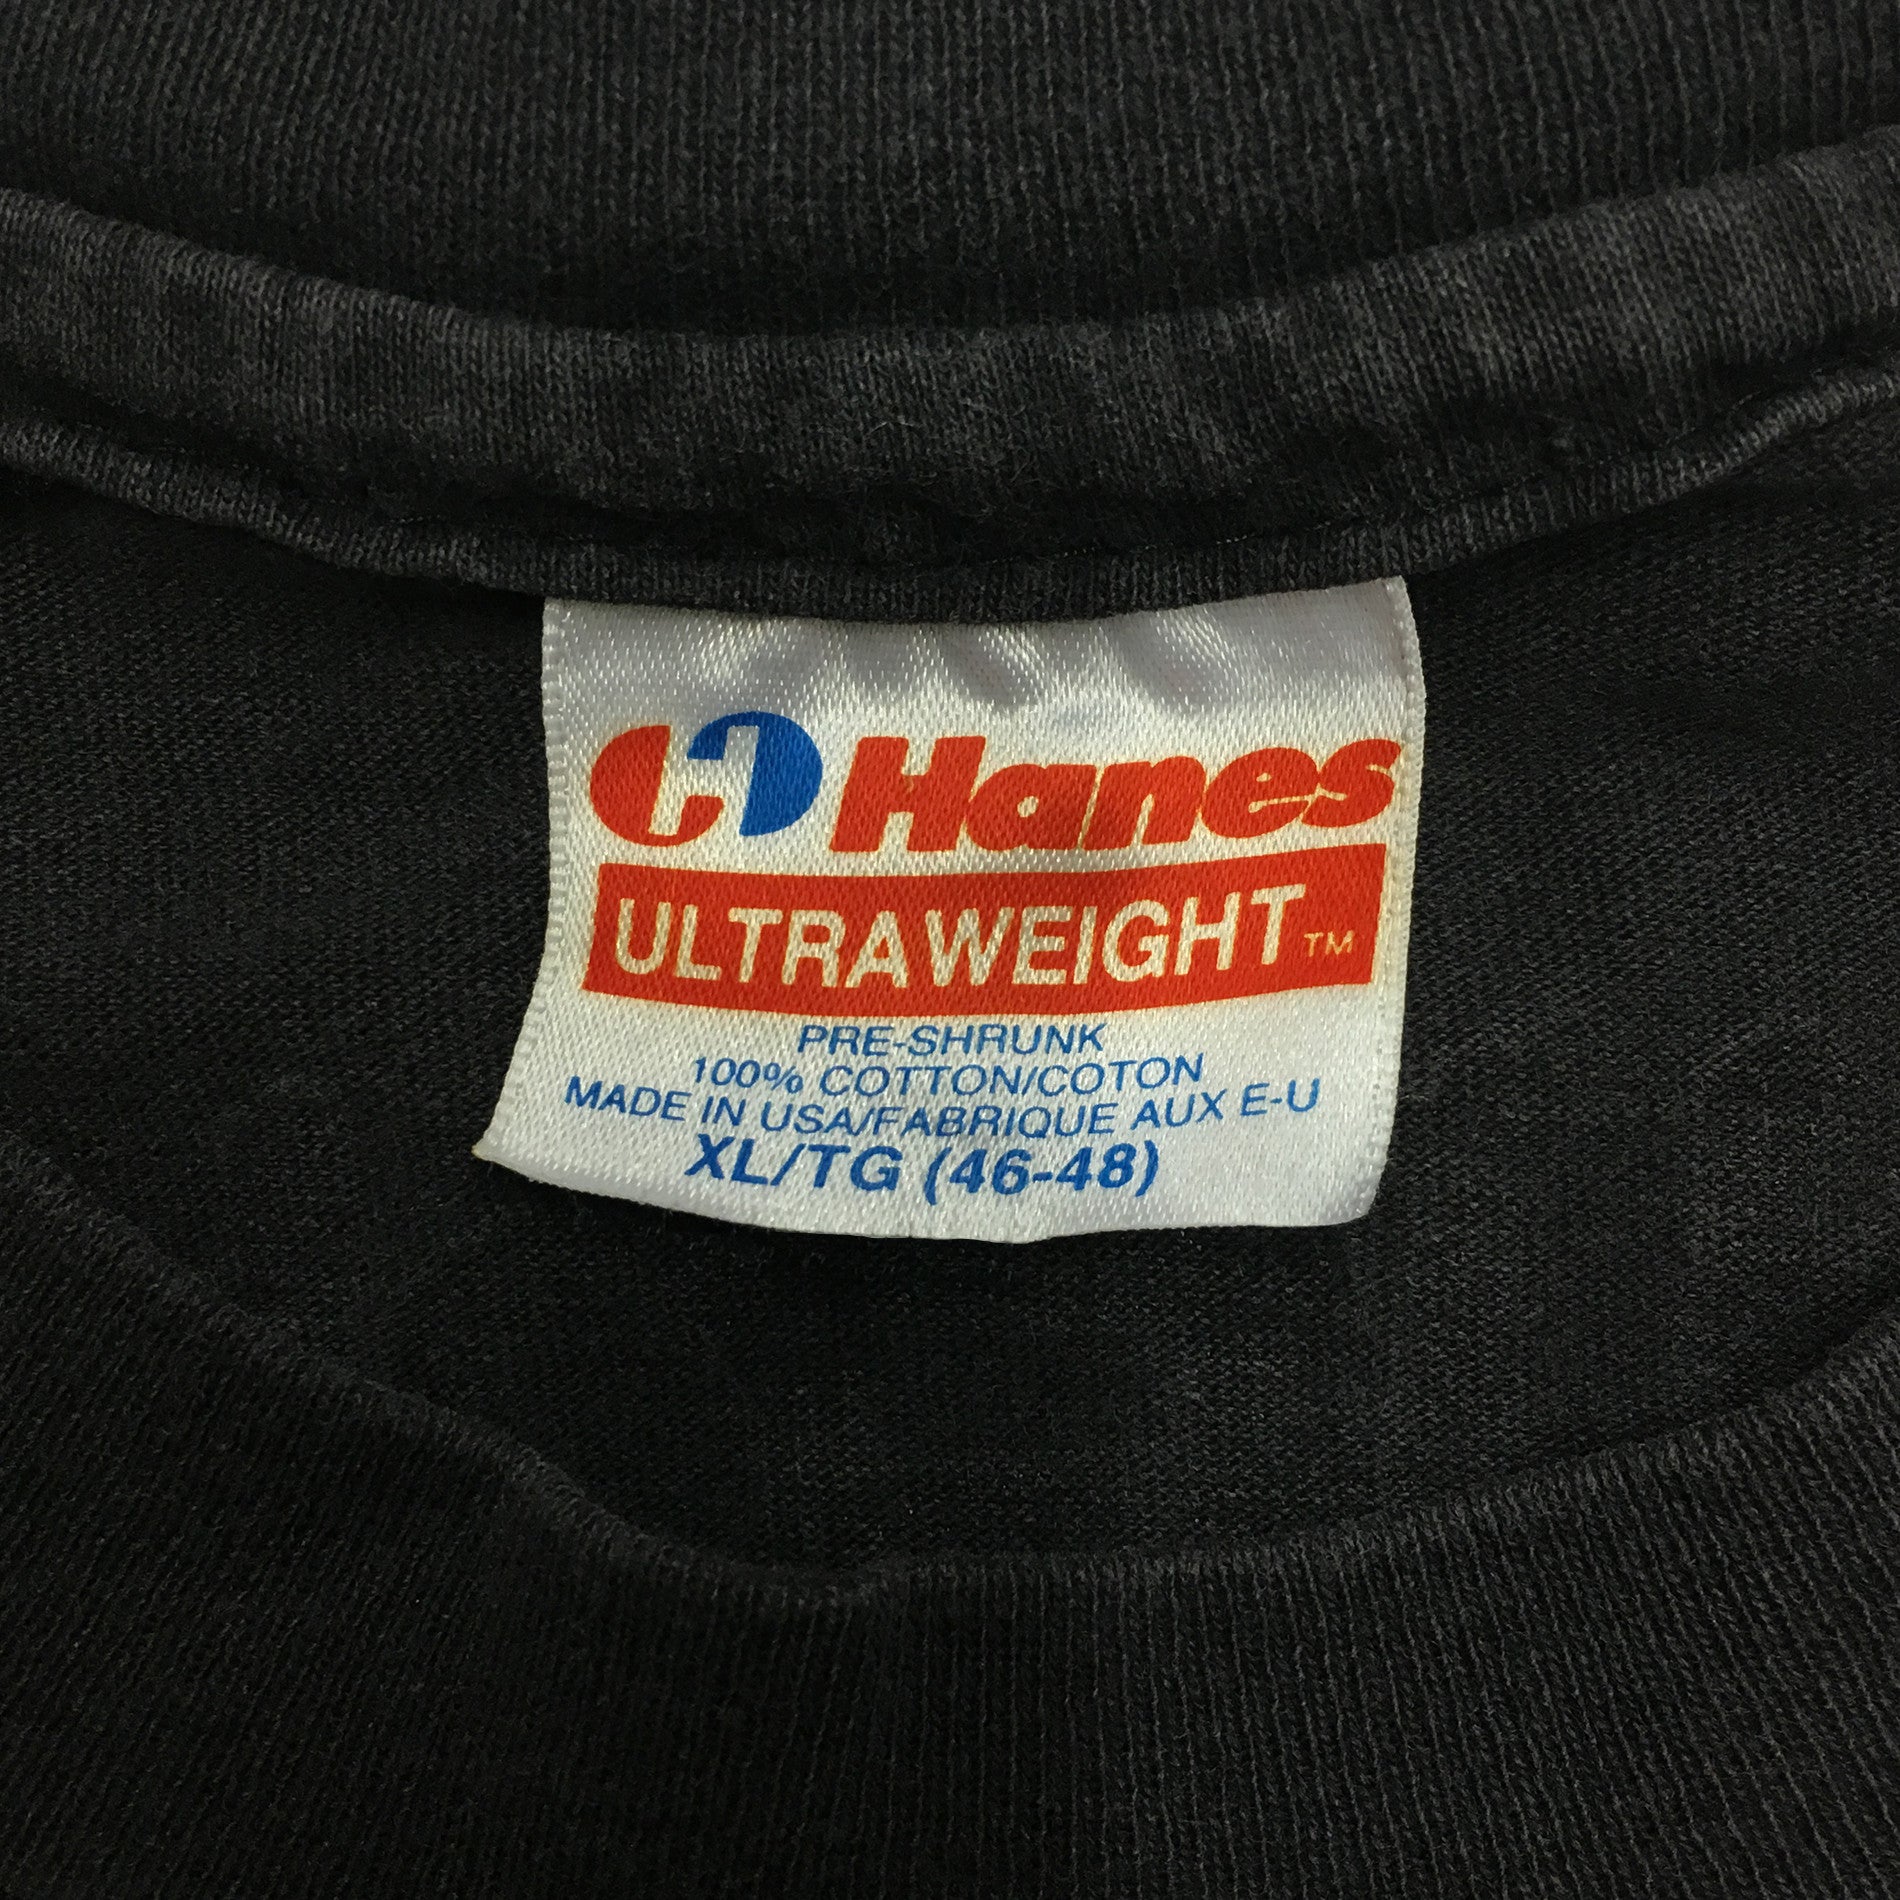 Hanes
ULTRAWEIGHT™
PRE-SHRUNK
100% COTTON/COTON
MADE IN USA/FABRIQUE AUX E-U
XL/TG (46-48)